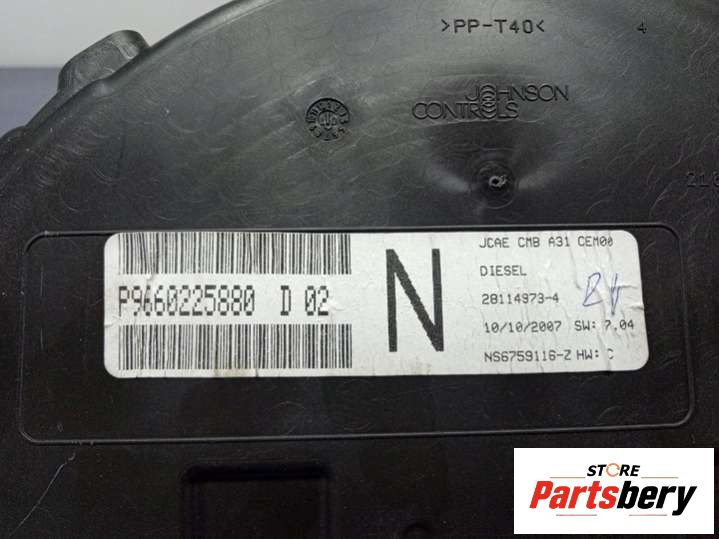 >PP-T40<
4
JOHNSON
CONTROLS
P9660225880 D 02
N
JCAE CMB A31 CEM00
DIESEL
28114973-4
10/10/2007 SW: 7.04
NS6759116-Z HW: C
STORE
Partsbery